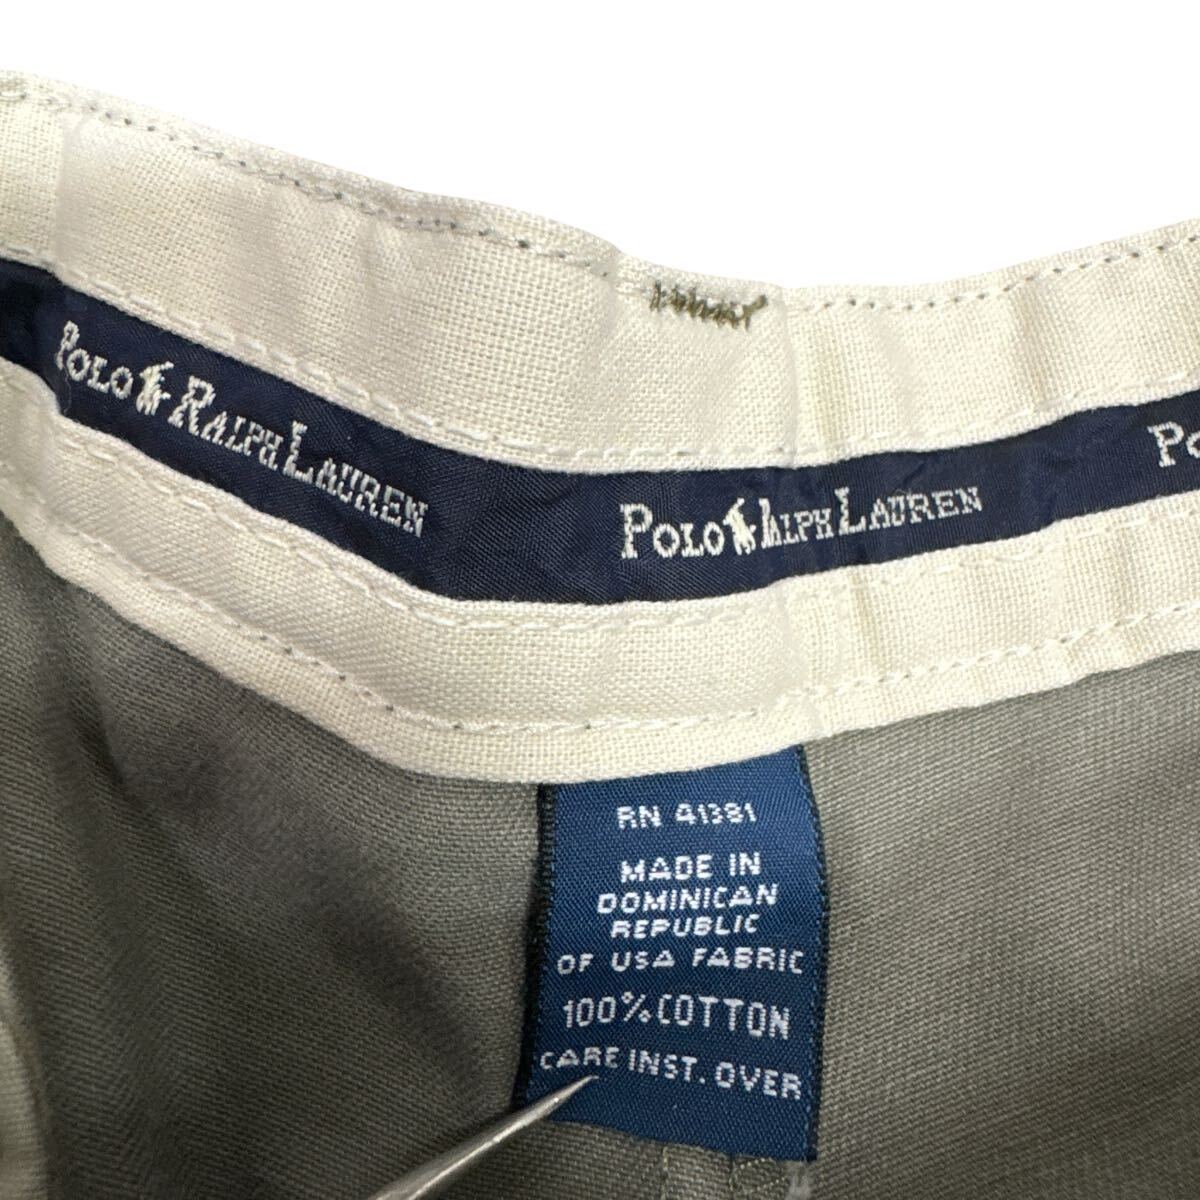 POLO RALPH LAUREN
POLO RALPH LAUREN
RN 41381
MADE IN
DOMINICAN
REPUBLIC
OF USA FABRIC
100% COTTON
CARE INST. OVER